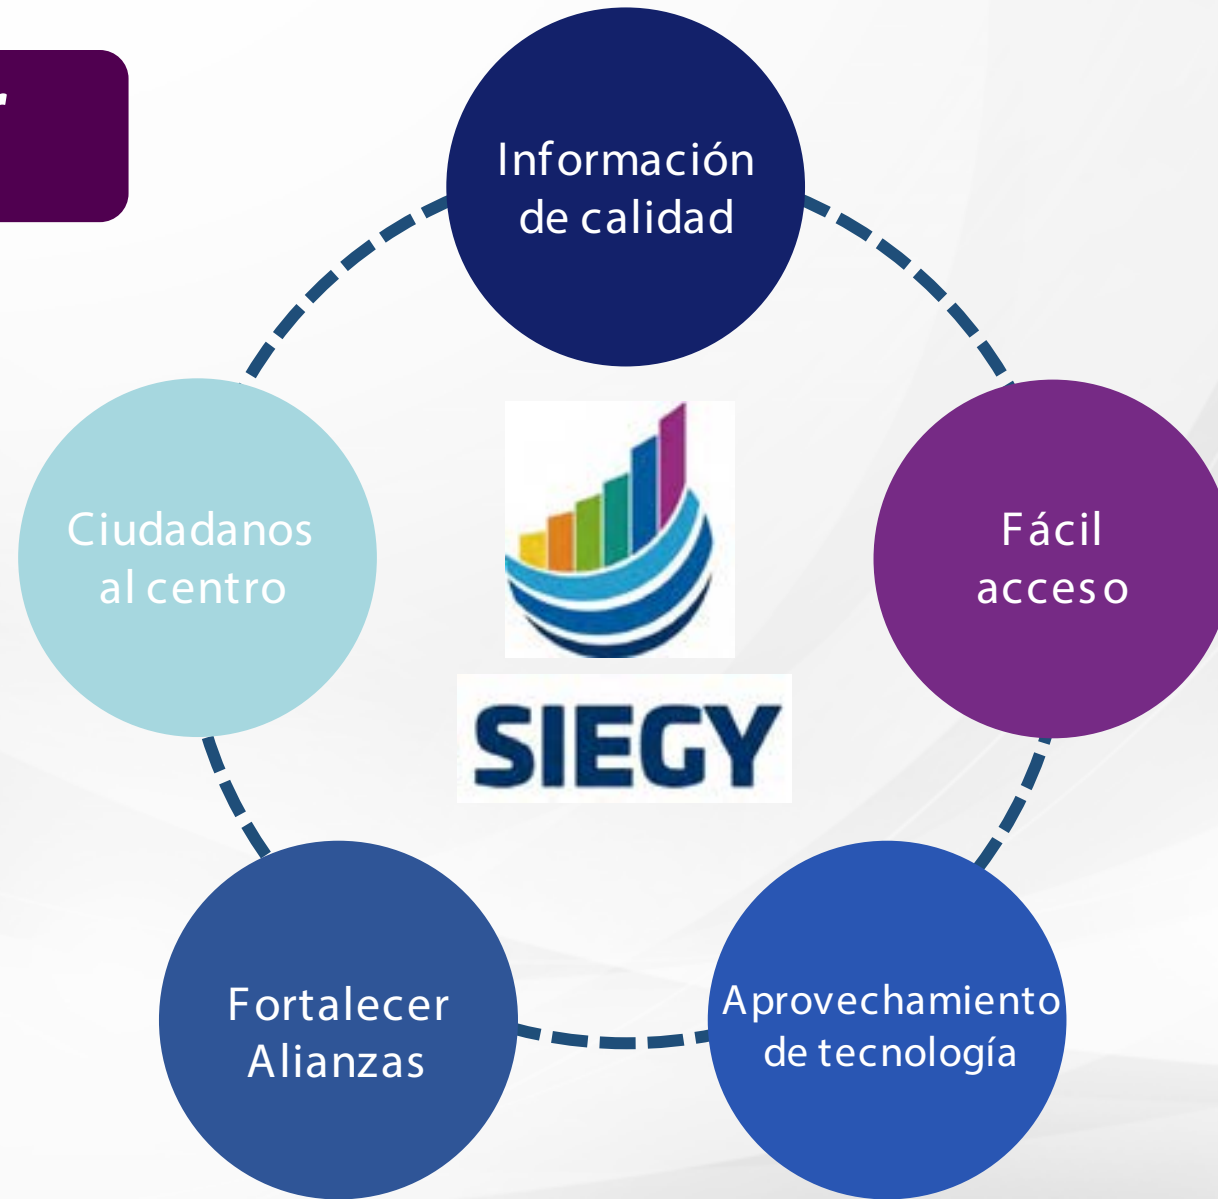 Información
de calidad
Ciudadanos
al centro
Fácil
acceso
SIEGY
Fortalecer
Alianzas
Aprovechamiento
de tecnología